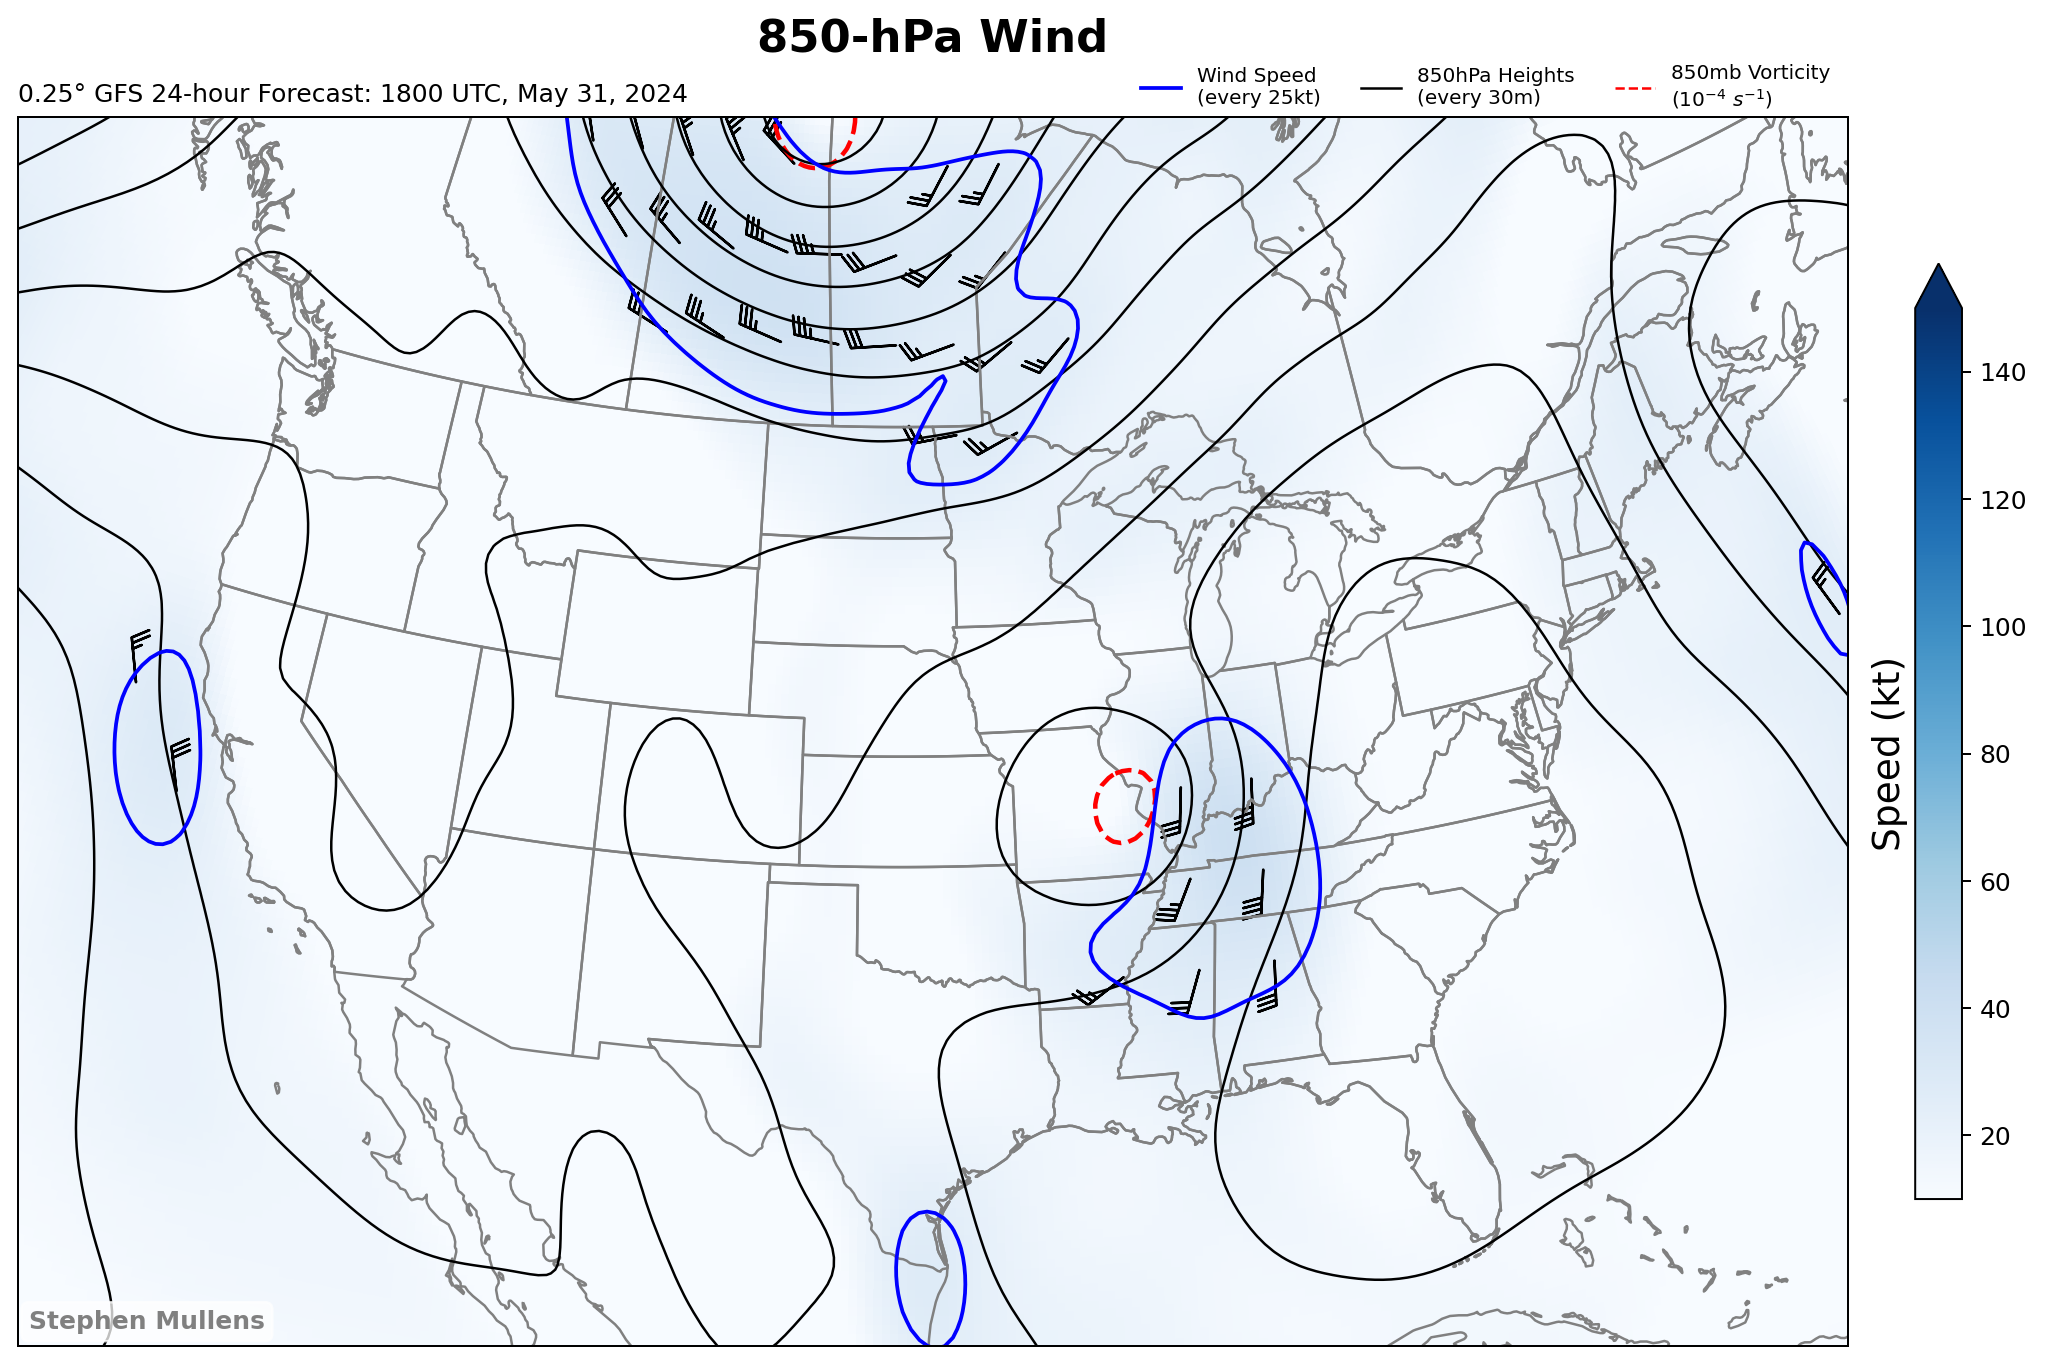 850-hPa Wind
0.25° GFS 24-hour Forecast: 1800 UTC, May 31, 2024
Wind Speed
(every 25kt)
850hPa Heights
(every 30m)
850mb Vorticity
(10⁻⁴ s⁻¹)
140
120
100
80
60
40
20
Speed (kt)
Stephen Mullens